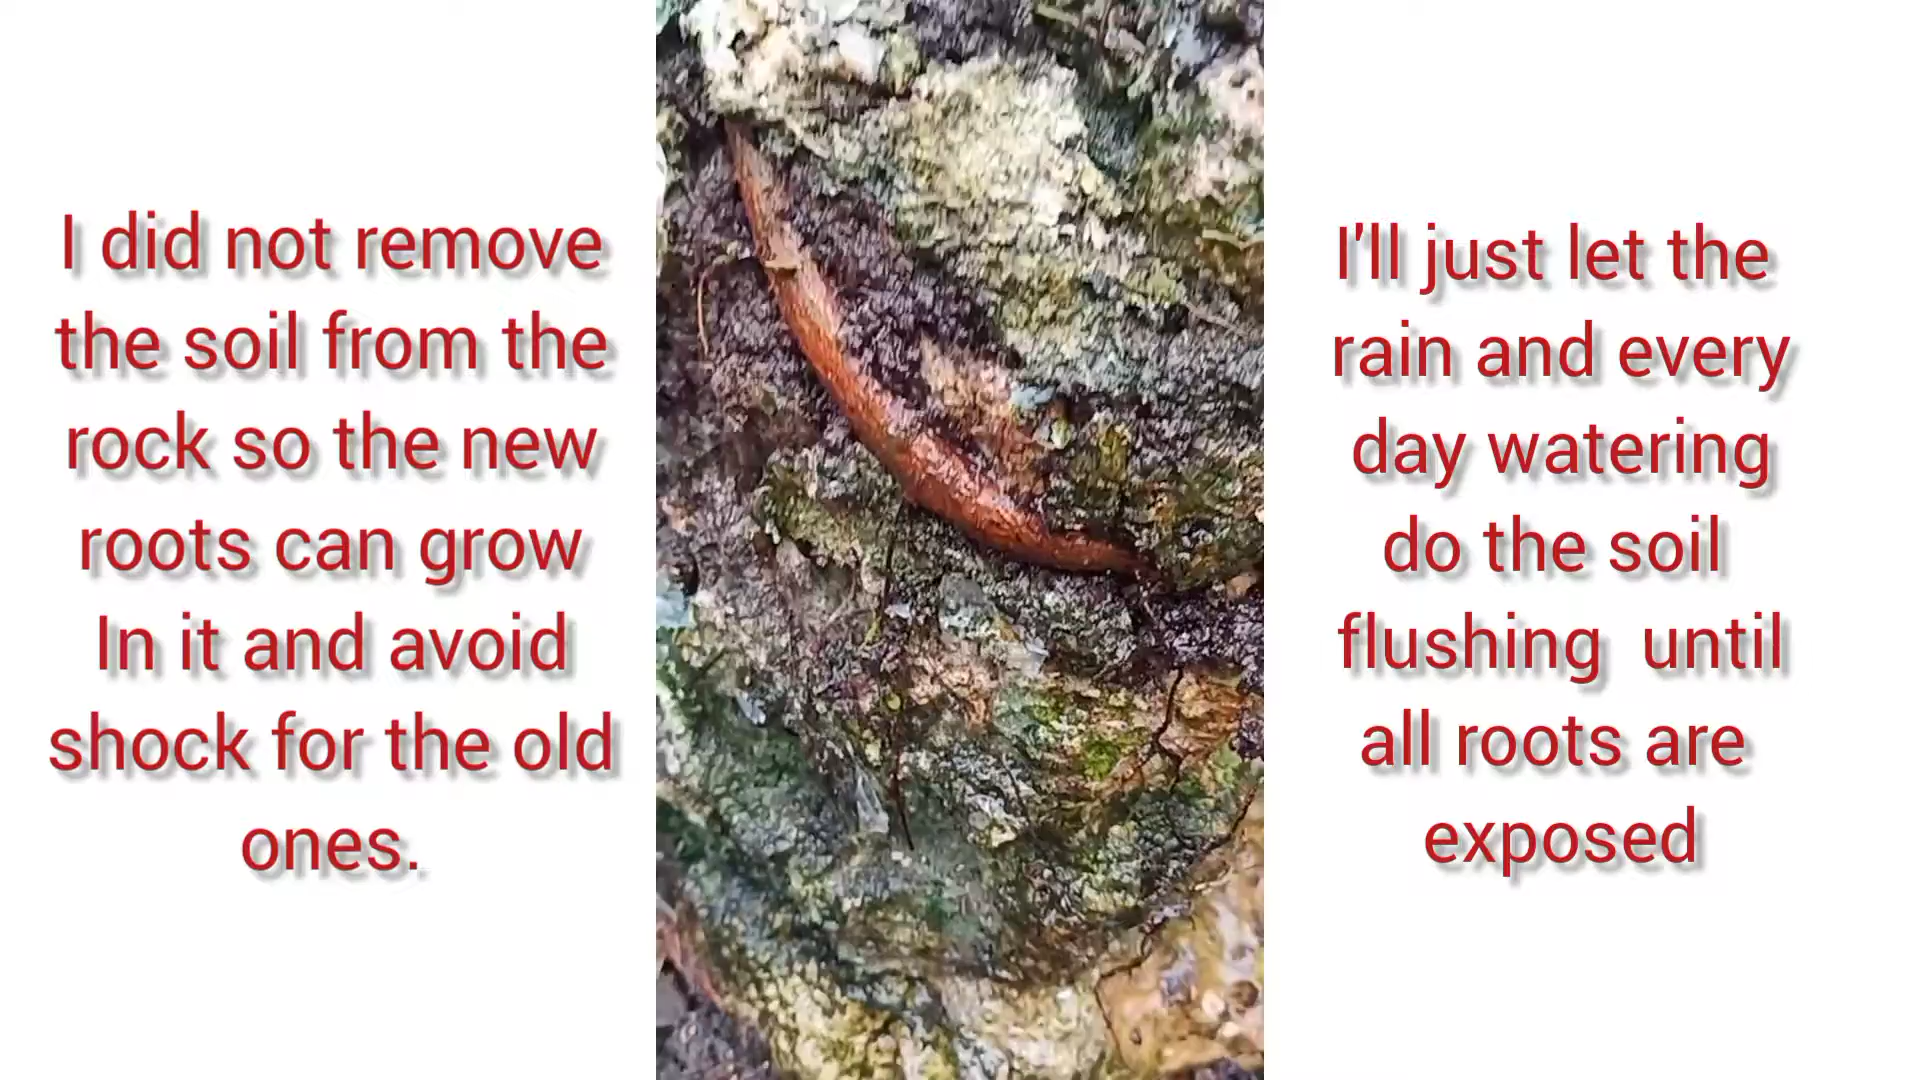 I did not remove
the soil from the
rock so the new
roots can grow
In it and avoid
shock for the old
ones.
I'll just let the
rain and every
day watering
do the soil
flushing  until
all roots are
exposed